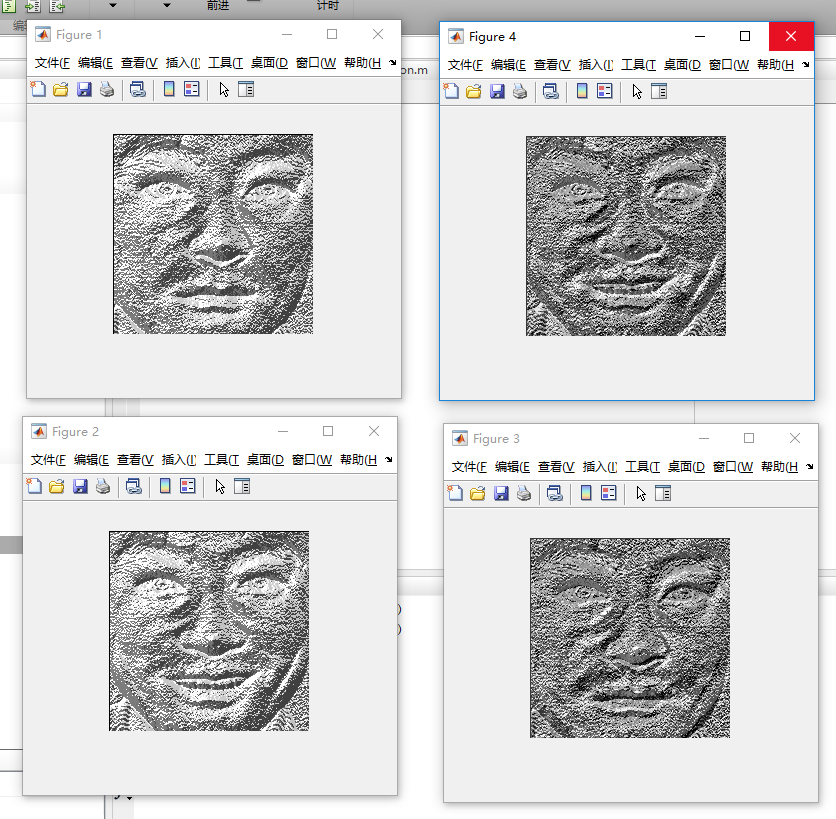 前进
计时
Figure 1
文件(F 编辑(E 查看(V 插入(I 工具(T 桌面(D 窗口(W 帮助(H
Figure 4
文件(F 编辑(E 查看(V 插入(I 工具(T 桌面(D 窗口(W 帮助(H
on.m
Figure 2
文件(F 编辑(E 查看(V 插入(I 工具(T 桌面(D 窗口(W 帮助(H
Figure 3
文件(F 编辑(E 查看(V 插入(I 工具(T 桌面(D 窗口(W 帮助(H
)
)